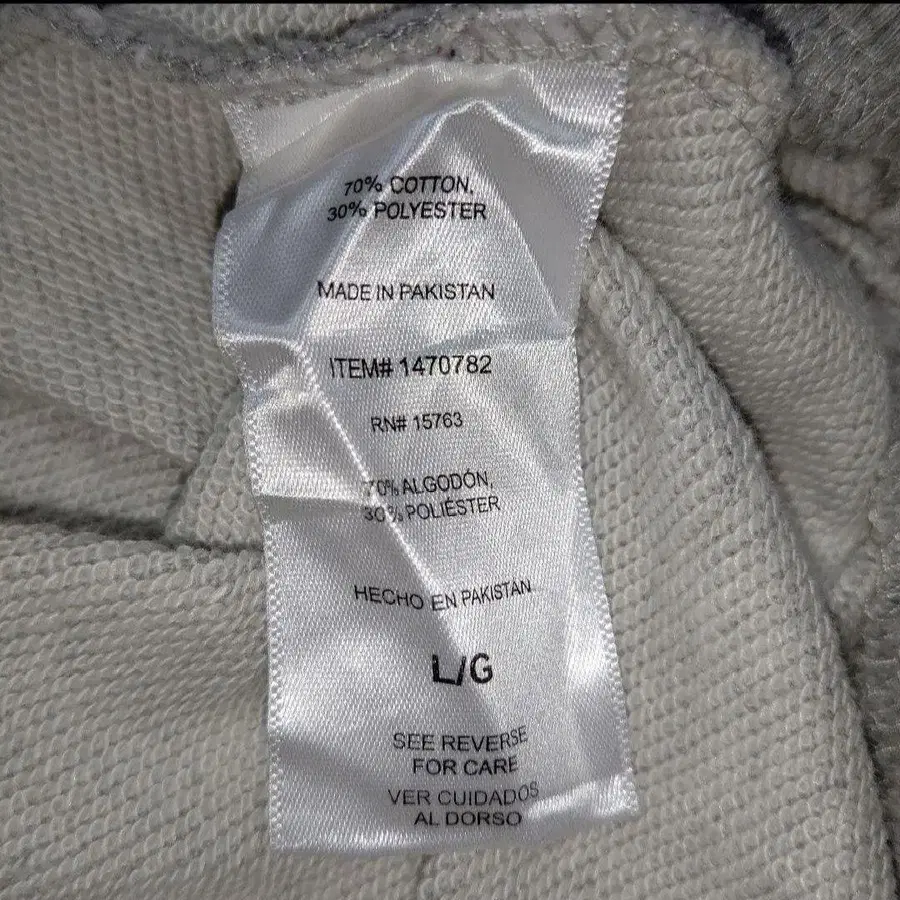 70% COTTON,
30% POLYESTER
MADE IN PAKISTAN
ITEM# 1470782
RN# 15763
70% ALGODÓN,
30% POLIÉSTER
HECHO EN PAKISTAN
L/G
SEE REVERSE
FOR CARE
VER CUIDADOS
AL DORSO